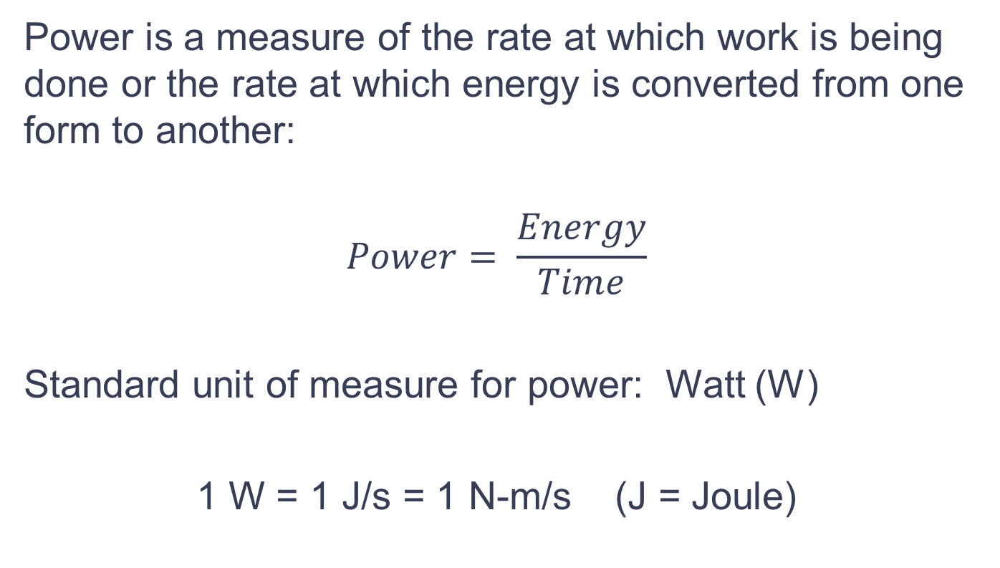 Power is a measure of the rate at which work is being
done or the rate at which energy is converted from one
form to another:
Power = Energy / Time
Standard unit of measure for power: Watt (W)
1 W = 1 J/s = 1 N-m/s (J = Joule)